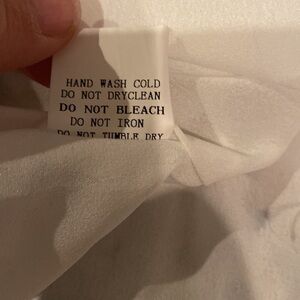 HAND WASH COLD
DO NOT DRYCLEAN
DO NOT BLEACH
DO NOT IRON
DO NOT TUMBLE DRY